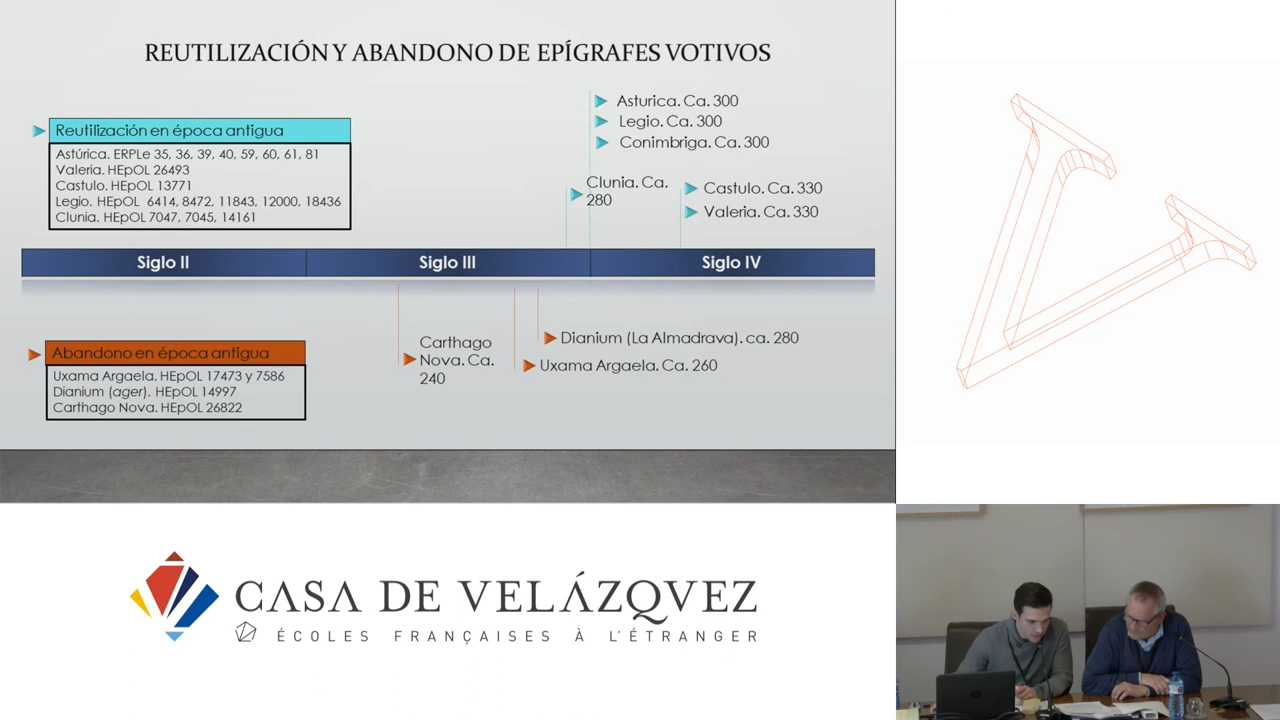 REUTILIZACIÓN Y ABANDONO DE EPÍGRAFES VOTIVOS
Reutilización en época antigua
Astúrica. ERPLe 35, 36, 39, 40, 59, 60, 61, 81
Valeria. HEpOL 26493
Castulo. HEpOL 13771
Legio. HEpOL 6414, 8472, 11843, 12000, 18436
Clunia. HEpOL 7047, 7045, 14161
Asturica. Ca. 300
Legio. Ca. 300
Conimbriga. Ca. 300
Clunia. Ca.
280
Castulo. Ca. 330
Valeria. Ca. 330
Siglo II
Siglo III
Siglo IV
Abandono en época antigua
Uxama Argaela. HEpOL 17473 y 7586
Dianium (ager). HEpOL 14997
Carthago Nova. HEpOL 26822
Carthago
Nova. Ca.
240
Dianium (La Almadrava). ca. 280
Uxama Argaela. Ca. 260
CASA DE VELÁZQVEZ
ÉCOLES FRANÇAISES À L'ÉTRANGER